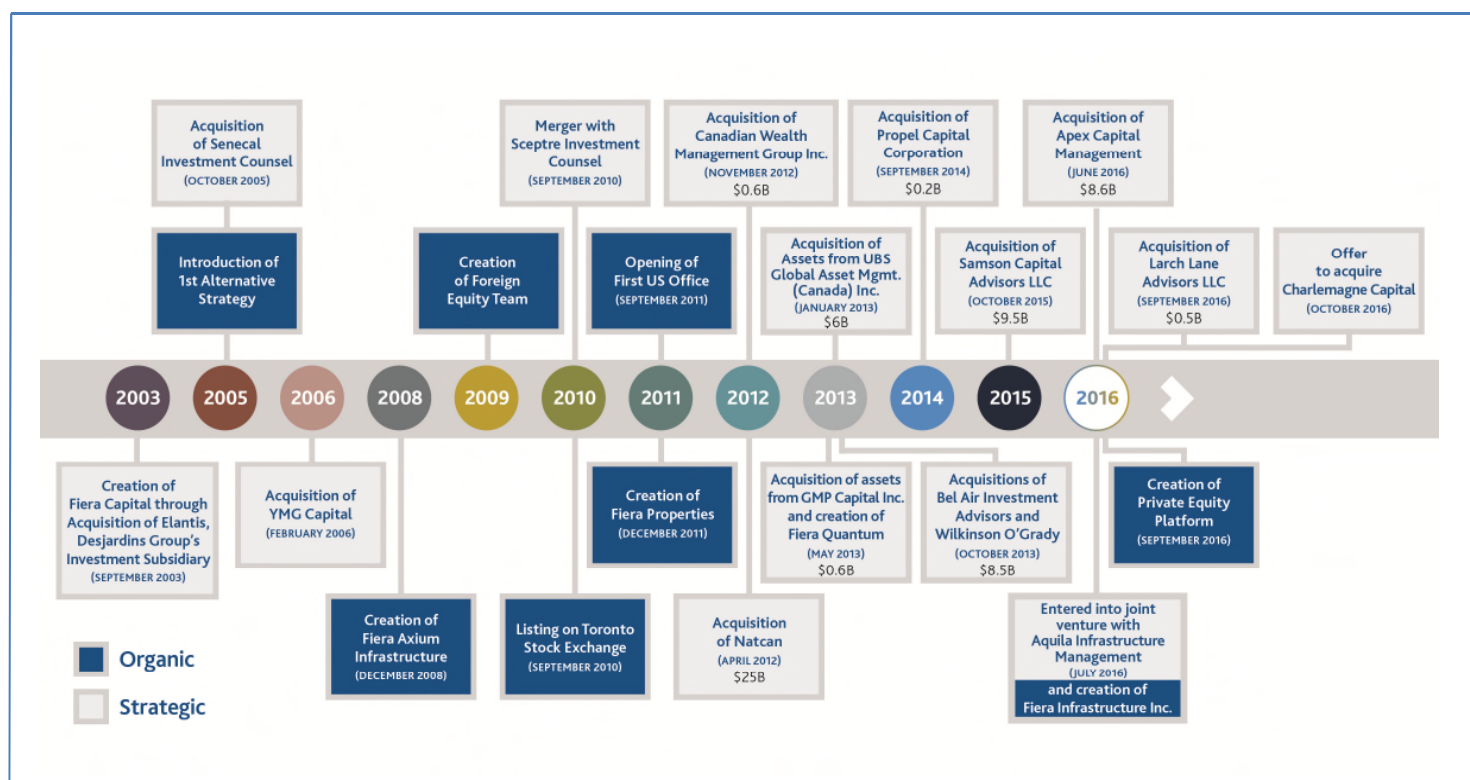 Acquisition
of Senecal
Investment Counsel
(OCTOBER 2005)
Merger with
Sceptre Investment
Counsel
(SEPTEMBER 2010)
Acquisition of
Canadian Wealth
Management Group Inc.
(NOVEMBER 2012)
$0.6B
Acquisition of
Propel Capital
Corporation
(SEPTEMBER 2014)
$0.2B
Acquisition of
Apex Capital
Management
(JUNE 2016)
$8.6B
Introduction of
1st Alternative
Strategy
Creation
of Foreign
Equity Team
Opening of
First US Office
(SEPTEMBER 2011)
Acquisition of
Assets from UBS
Global Asset Mgmt.
(Canada) Inc.
(JANUARY 2013)
$6B
Acquisition of
Samson Capital
Advisors LLC
(OCTOBER 2015)
$9.5B
Acquisition of
Larch Lane
Advisors LLC
(SEPTEMBER 2016)
$0.5B
Offer
to acquire
Charlemagne Capital
(OCTOBER 2016)
2003
2005
2006
2008
2009
2010
2011
2012
2013
2014
2015
2016
Creation of
Fiera Capital through
Acquisition of Elantis,
Desjardins Group's
Investment Subsidiary
(SEPTEMBER 2003)
Acquisition of
YMG Capital
(FEBRUARY 2006)
Creation of
Fiera Properties
(DECEMBER 2011)
Acquisition of assets
from GMP Capital Inc.
and creation of
Fiera Quantum
(MAY 2013)
$0.6B
Acquisitions of
Bel Air Investment
Advisors and
Wilkinson O'Grady
(OCTOBER 2013)
$8.5B
Creation of
Private Equity
Platform
(SEPTEMBER 2016)
Creation of
Fiera Axium
Infrastructure
(DECEMBER 2008)
Listing on Toronto
Stock Exchange
(SEPTEMBER 2010)
Acquisition
of Natcan
(APRIL 2012)
$25B
Entered into joint
venture with
Aquila Infrastructure
Management
(JULY 2016)
and creation of
Fiera Infrastructure Inc.
Organic
Strategic